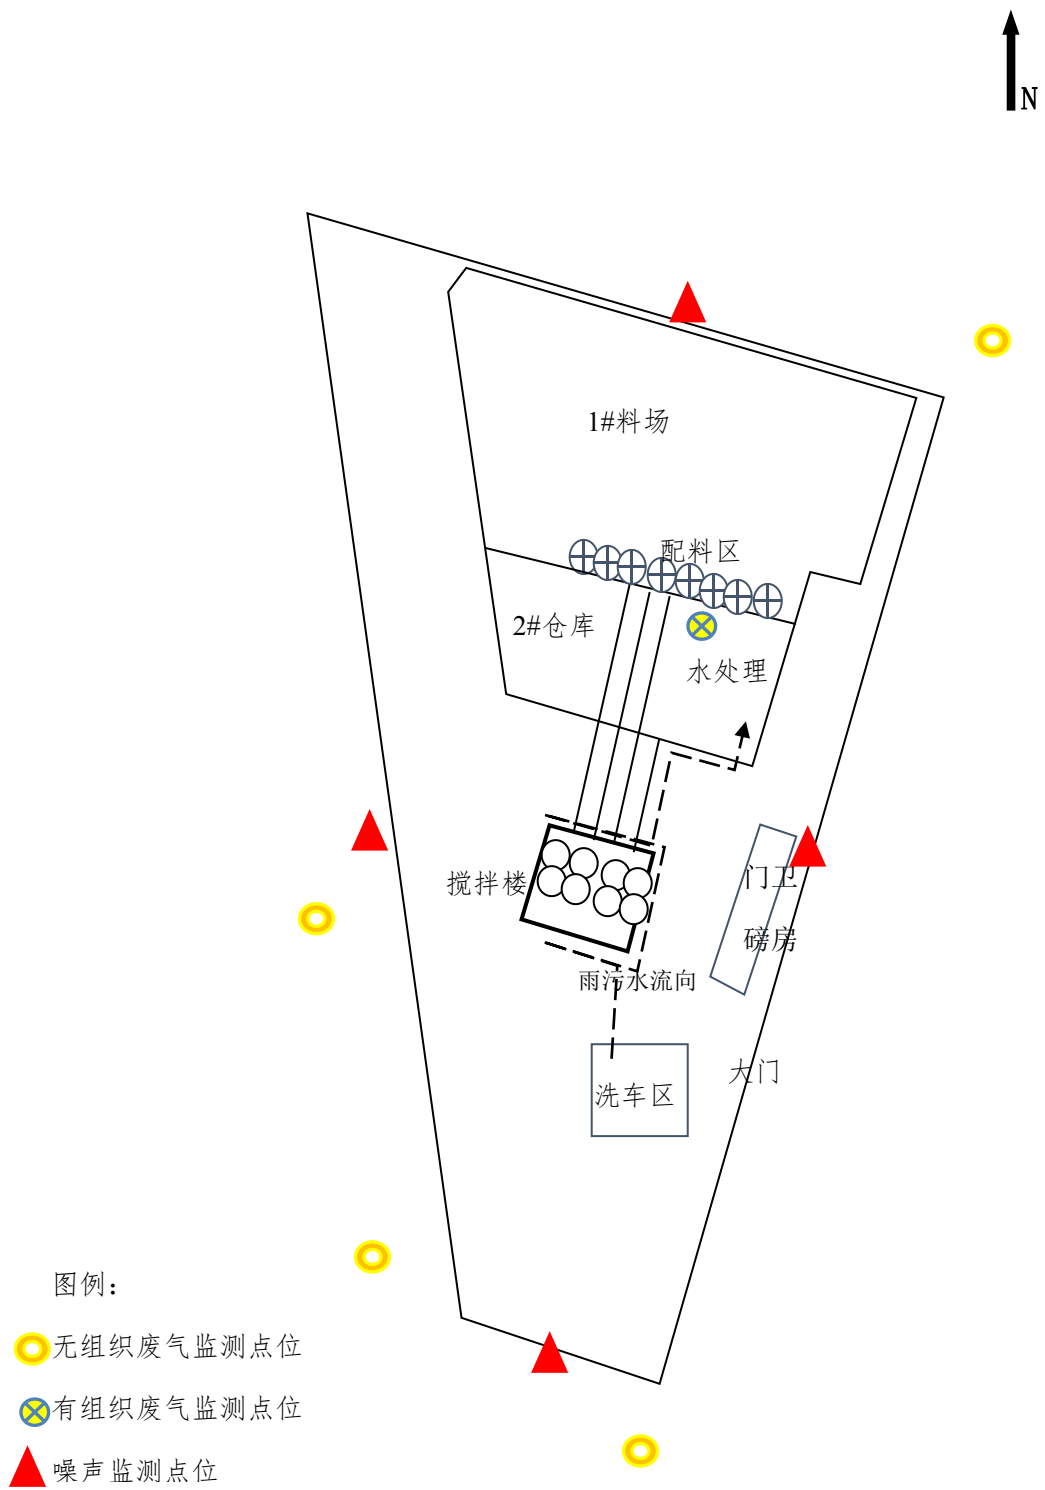 N
1#料场
配料区
2#仓库
水处理
搅拌楼
门卫
磅房
雨污水流向
大门
洗车区
图例：
无组织废气监测点位
有组织废气监测点位
噪声监测点位